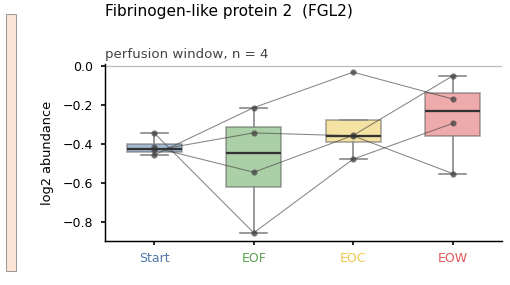 Fibrinogen-like protein 2 (FGL2)
perfusion window, n = 4
log2 abundance
0.0
−0.2
−0.4
−0.6
−0.8
Start EOF EOC EOW